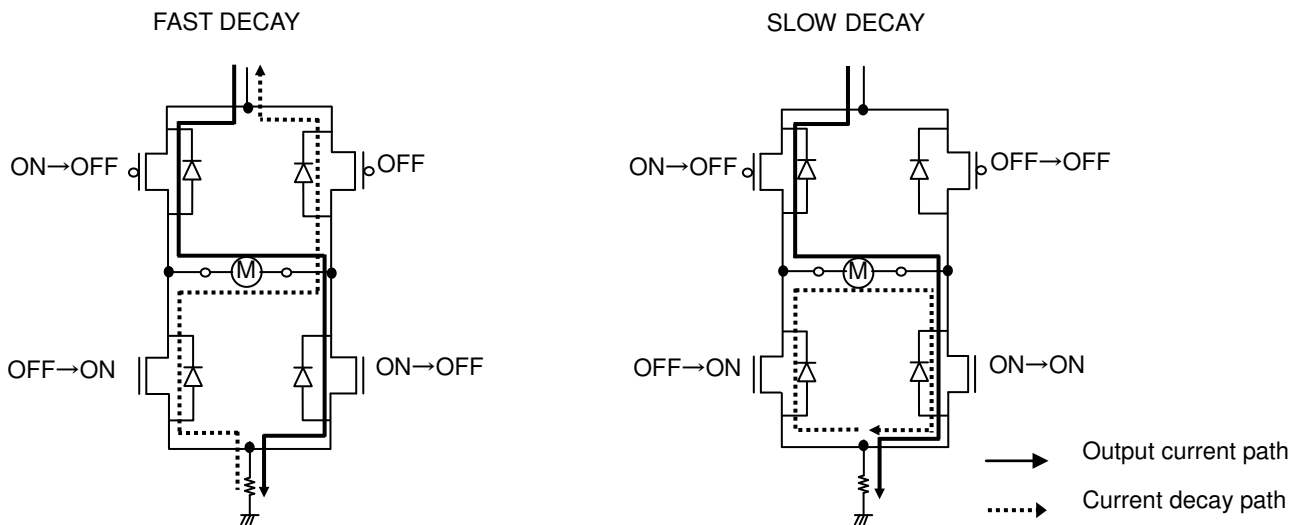 FAST DECAY
ON→OFF
OFF
M
OFF→ON
ON→OFF
SLOW DECAY
ON→OFF
OFF→OFF
M
OFF→ON
ON→ON
Output current path
Current decay path